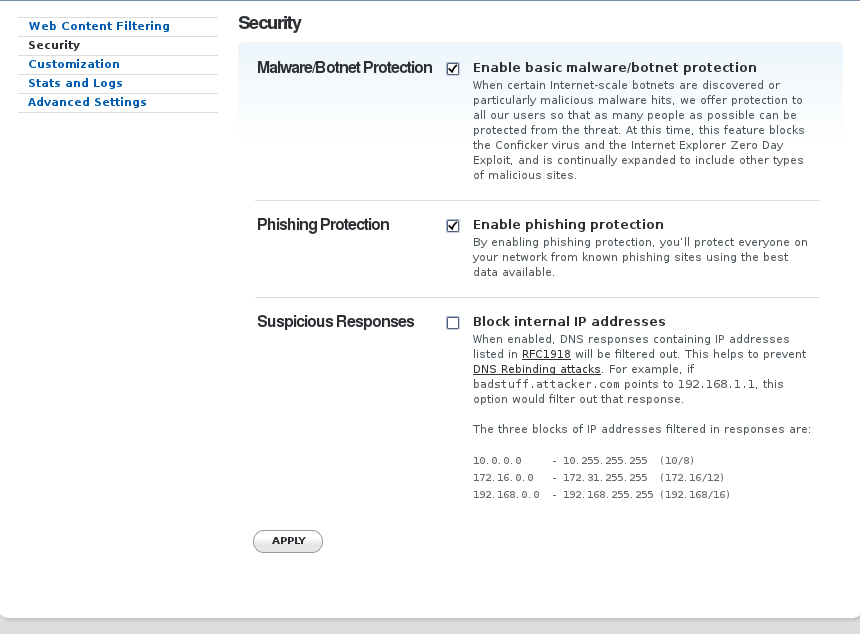 Web Content Filtering
Security
Customization
Stats and Logs
Advanced Settings
Security
Malware/Botnet Protection
Enable basic malware/botnet protection
When certain Internet-scale botnets are discovered or
particularly malicious malware hits, we offer protection to
all our users so that as many people as possible can be
protected from the threat. At this time, this feature blocks
the Conficker virus and the Internet Explorer Zero Day
Exploit, and is continually expanded to include other types
of malicious sites.
Phishing Protection
Enable phishing protection
By enabling phishing protection, you'll protect everyone on
your network from known phishing sites using the best
data available.
Suspicious Responses
Block internal IP addresses
When enabled, DNS responses containing IP addresses
listed in RFC1918 will be filtered out. This helps to prevent
DNS Rebinding attacks. For example, if
badstuff.attacker.com points to 192.168.1.1, this
option would filter out that response.
The three blocks of IP addresses filtered in responses are:
10.0.0.0 - 10.255.255.255 (10/8)
172.16.0.0 - 172.31.255.255 (172.16/12)
192.168.0.0 - 192.168.255.255 (192.168/16)
APPLY